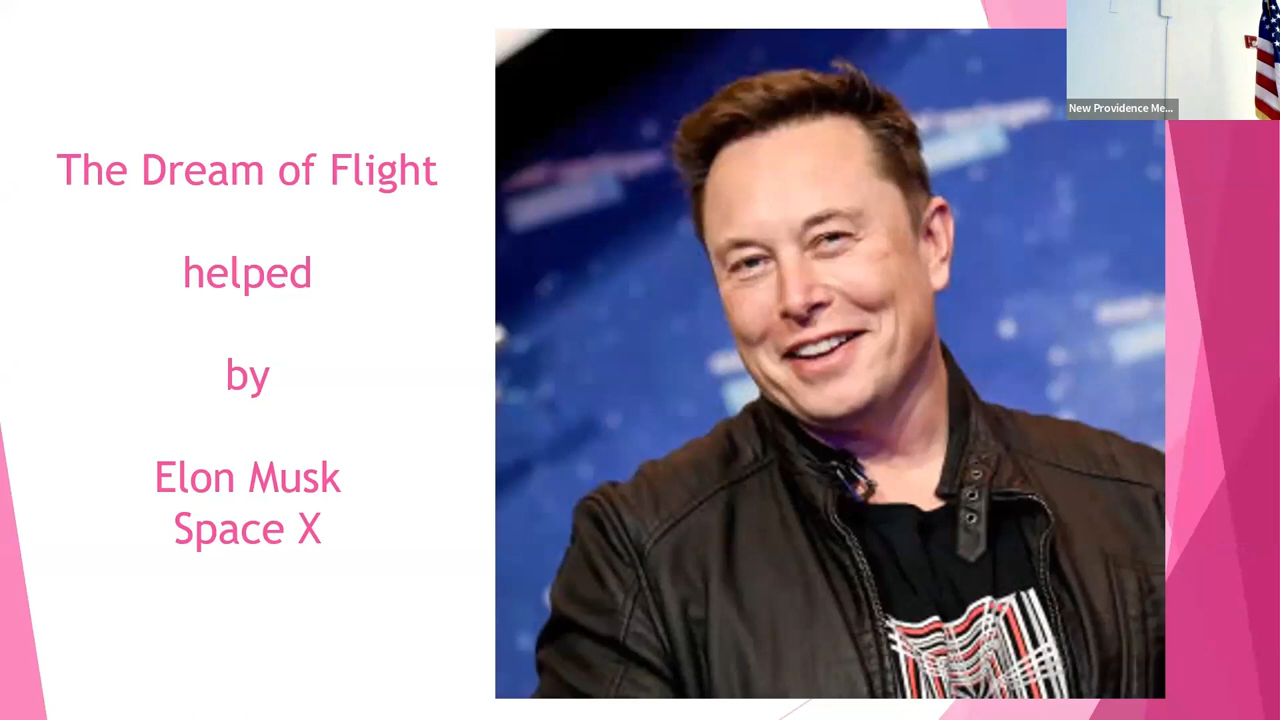 The Dream of Flight
helped
by
Elon Musk
Space X
New Providence Me...